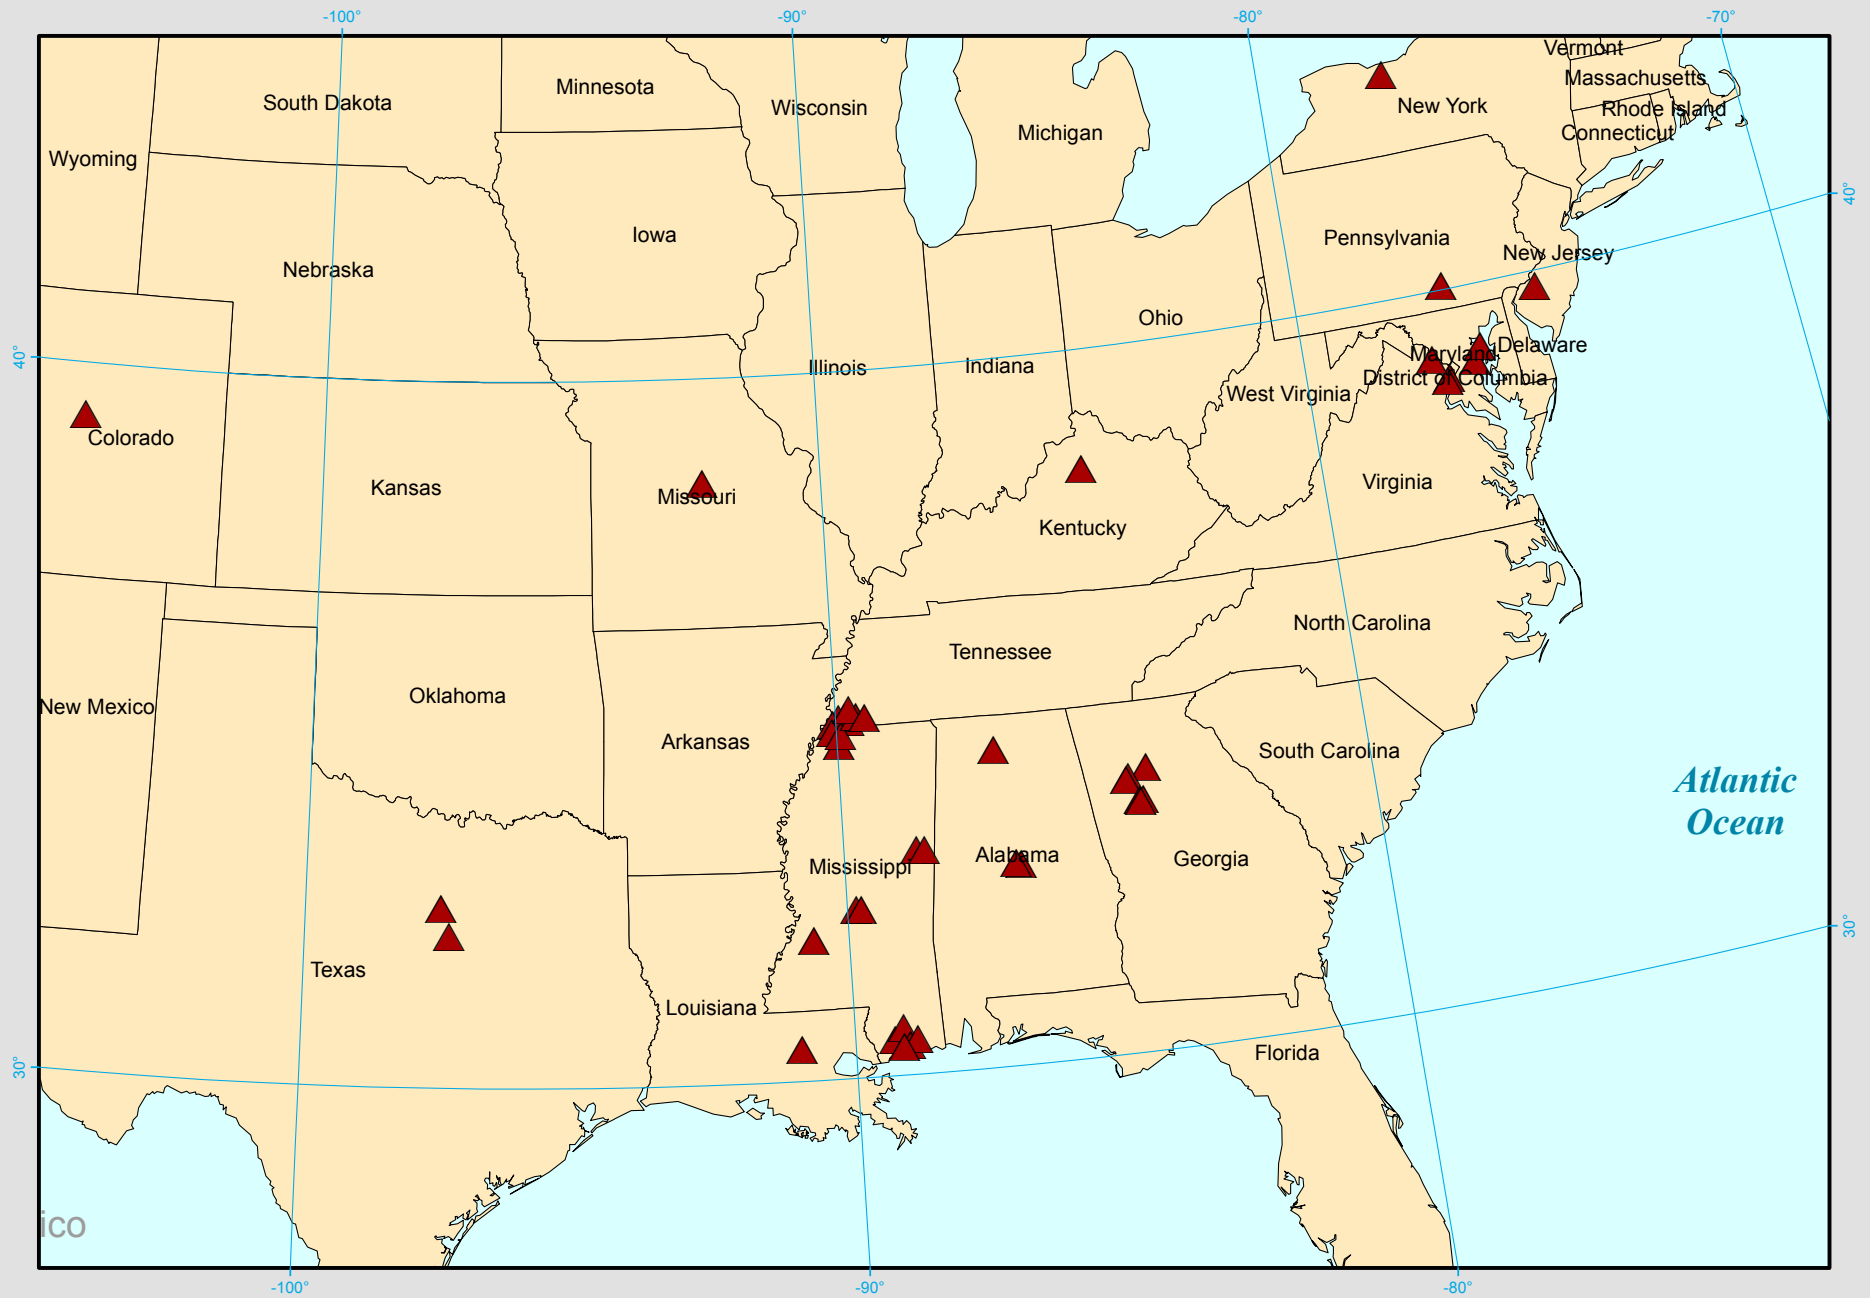 -100°
-90°
-80°
-70°
Vermont
Massachusetts
Rhode Island
Connecticut
New York
Minnesota
South Dakota
Wisconsin
Michigan
Wyoming
40°
Iowa
Pennsylvania
New Jersey
Nebraska
Ohio
Delaware
Maryland
40°
Illinois
Indiana
District of Columbia
West Virginia
Colorado
Kansas
Missouri
Virginia
Kentucky
North Carolina
Tennessee
Oklahoma
New Mexico
Arkansas
South Carolina
Atlantic
Ocean
Mississippi
Alabama
Georgia
30°
Texas
Louisiana
Florida
30°
ico
-100°
-90°
-80°